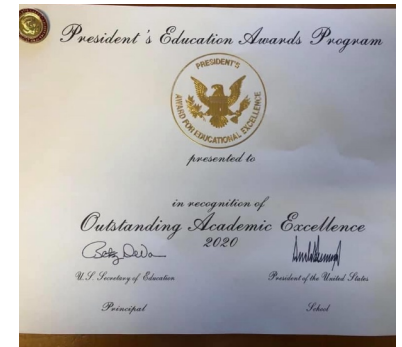 President's Education Awards Program
PRESIDENT'S
AWARD FOR EDUCATIONAL EXCELLENCE
presented to
in recognition of
Outstanding Academic Excellence
2020
U.S. Secretary of Education
President of the United States
Principal
School